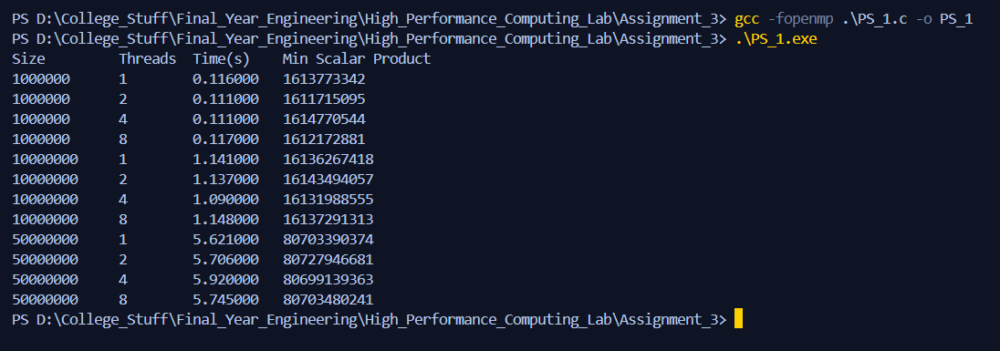 PS D:\College_Stuff\Final_Year_Engineering\High_Performance_Computing_Lab\Assignment_3> gcc -fopenmp .\PS_1.c -o PS_1
PS D:\College_Stuff\Final_Year_Engineering\High_Performance_Computing_Lab\Assignment_3> .\PS_1.exe
Size Threads Time(s) Min Scalar Product
1000000 1 0.116000 1613773342
1000000 2 0.111000 1611715095
1000000 4 0.111000 1614770544
1000000 8 0.117000 1612172881
10000000 1 1.141000 16136267418
10000000 2 1.137000 16143494057
10000000 4 1.090000 16131988555
10000000 8 1.148000 16137291313
50000000 1 5.621000 80703390374
50000000 2 5.706000 80727946681
50000000 4 5.920000 80699139363
50000000 8 5.745000 80703480241
PS D:\College_Stuff\Final_Year_Engineering\High_Performance_Computing_Lab\Assignment_3>